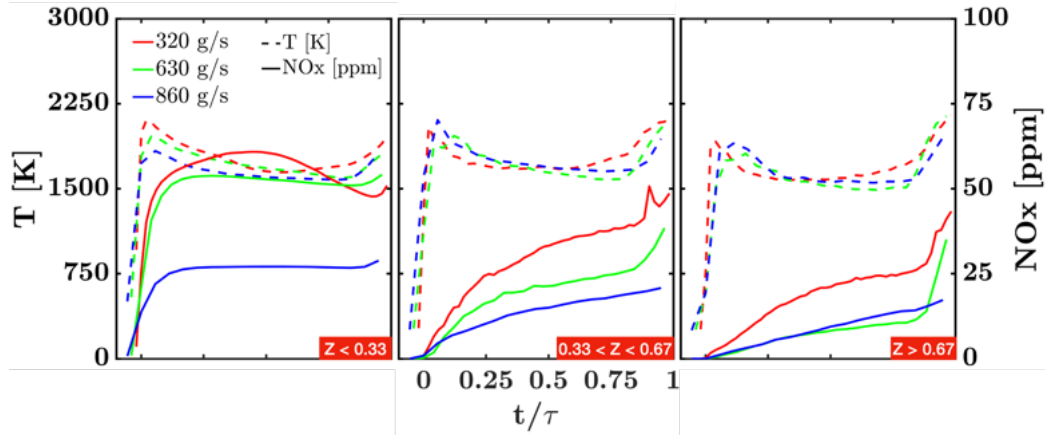 3000
2250
1500
750
0
T [K]
320 g/s
630 g/s
860 g/s
T [K]
NOx [ppm]
Z < 0.33
0.33 < Z < 0.67
Z > 0.67
0 0.25 0.5 0.75 1
t/τ
100
75
50
25
0
NOx [ppm]